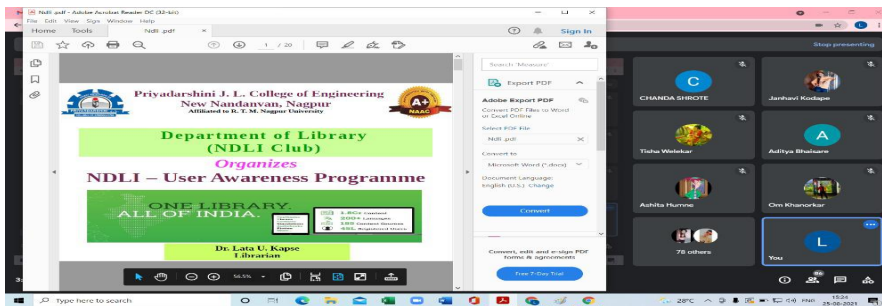 Ndli .pdf - Adobe Acrobat Reader DC (32-bit)
File Edit View Sign Window Help
Home Tools Ndli .pdf ×
Sign In
1 / 20
Stop presenting
Priyadarshini J. L. College of Engineering
New Nandanvan, Nagpur
Affiliated to R. T. M. Nagpur University
A+
NAAC
Department of Library
(NDLI Club)
Organizes
NDLI – User Awareness Programme
ONE LIBRARY.
ALL OF INDIA.
Dr. Lata U. Kapse
Librarian
56.5%
Search 'Measure'
Export PDF
Adobe Export PDF
Convert PDF Files to Word
or Excel Online
Select PDF File
Ndli .pdf
Convert to
Microsoft Word (*.docx)
Document Language:
English (U.S.) Change
Convert
Convert, edit and e-sign PDF
forms & agreements
Free 7-Day Trial
C
CHANDA SHROTE
Janhavi Kodape
Tisha Welekar
A
Aditya Bhaisare
Ashita Humne
Om Khanorkar
78 others
L
You
86
Type here to search
28°C
ENG
15:24
25-08-2021